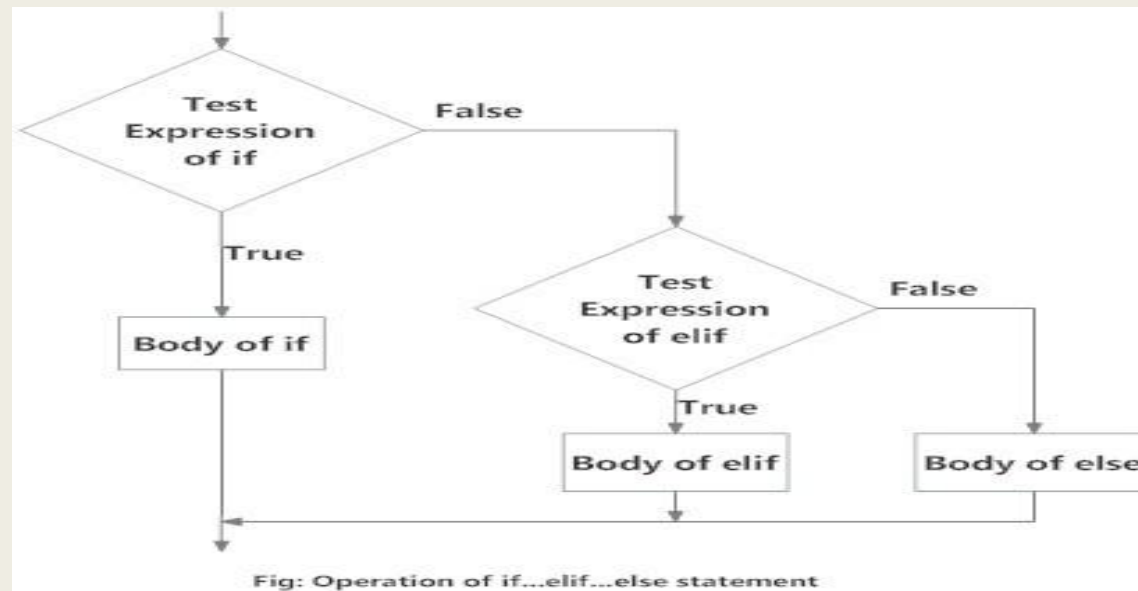 Test
Expression
of if
False
True
Body of if
Test
Expression
of elif
False
True
Body of elif
Body of else
Fig: Operation of if...elif...else statement